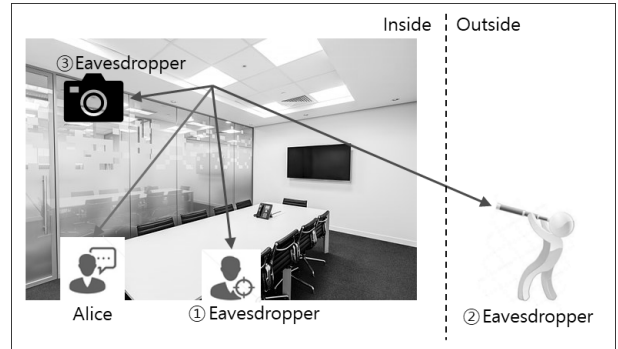 Inside
Outside
③Eavesdropper
Alice
①Eavesdropper
②Eavesdropper